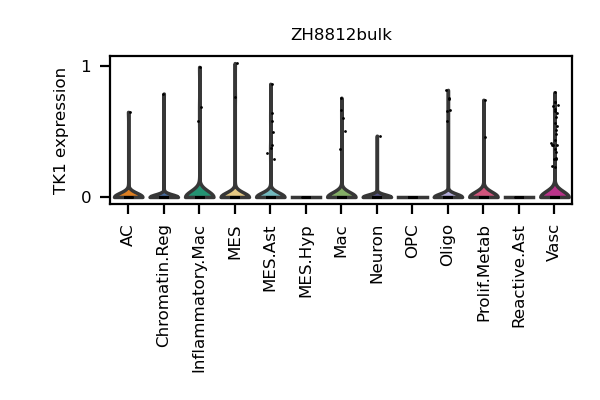 ZH8812bulk
TK1 expression
1
0
AC
Chromatin.Reg
Inflammatory.Mac
MES
MES.Ast
MES.Hyp
Mac
Neuron
OPC
Oligo
Prolif.Metab
Reactive.Ast
Vasc